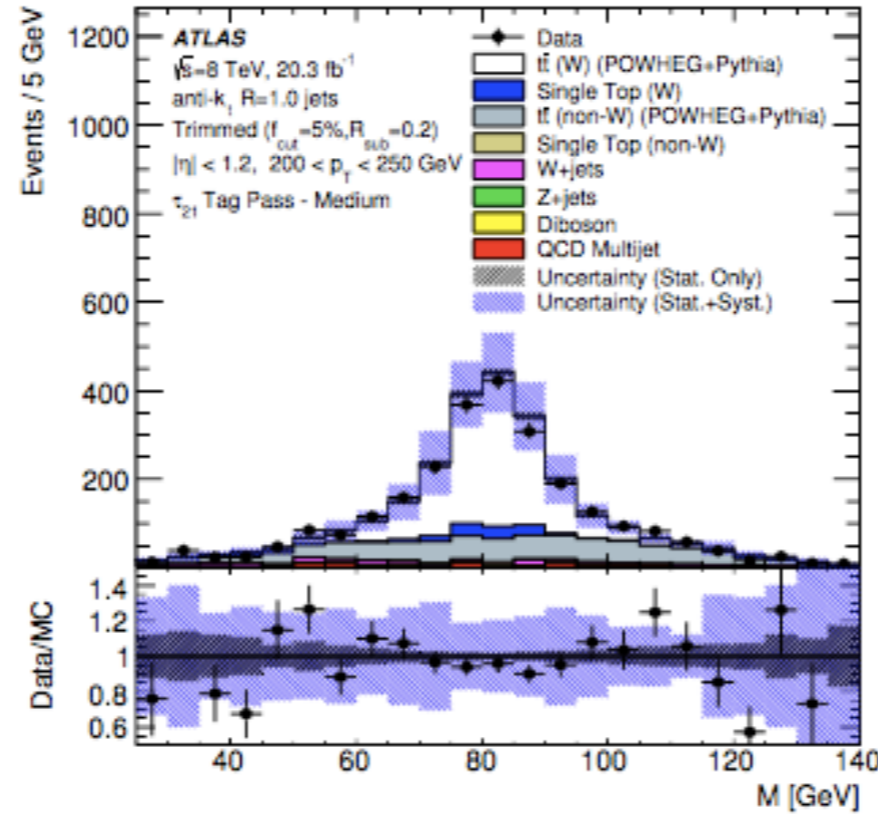 Events / 5 GeV
1200
1000
800
600
400
200
ATLAS
√s=8 TeV, 20.3 fb⁻¹
anti-kₜ R=1.0 jets
Trimmed (f_cut=5%,R_sub=0.2)
|η| < 1.2, 200 < p_T < 250 GeV
τ₂₁ Tag Pass - Medium
Data
tt̄ (W) (POWHEG+Pythia)
Single Top (W)
tt̄ (non-W) (POWHEG+Pythia)
Single Top (non-W)
W+jets
Z+jets
Diboson
QCD Multijet
Uncertainty (Stat. Only)
Uncertainty (Stat.+Syst.)
Data/MC
1.4
1.2
1
0.8
0.6
40 60 80 100 120 140
M [GeV]